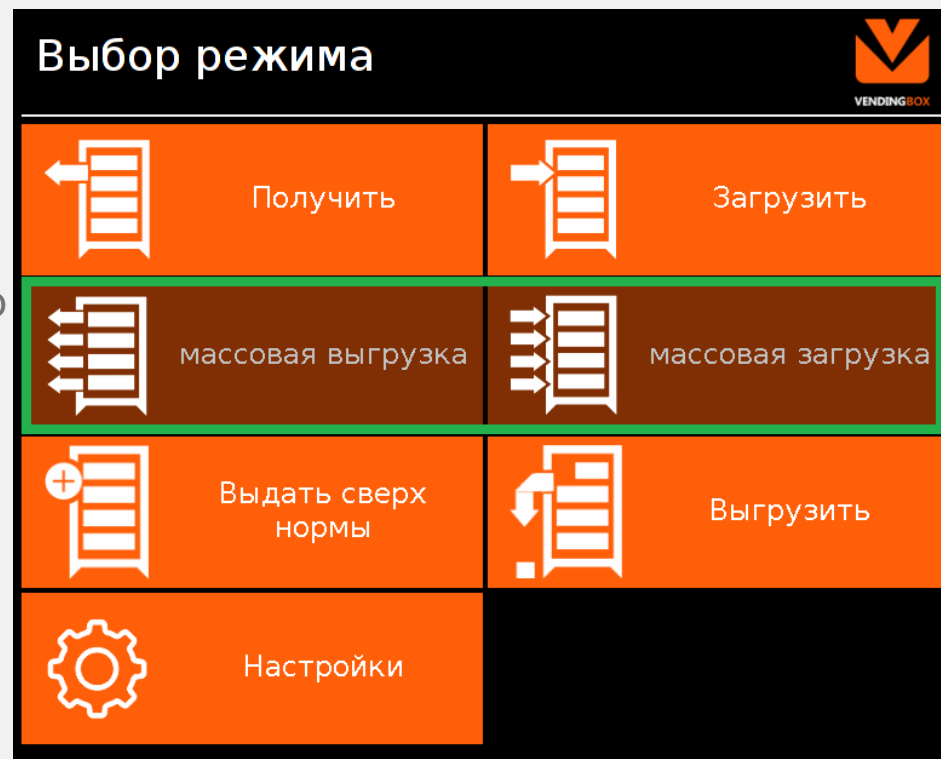 Выбор режима
VENDINGBOX
Получить
Загрузить
массовая выгрузка
массовая загрузка
Выдать сверх
нормы
Выгрузить
Настройки